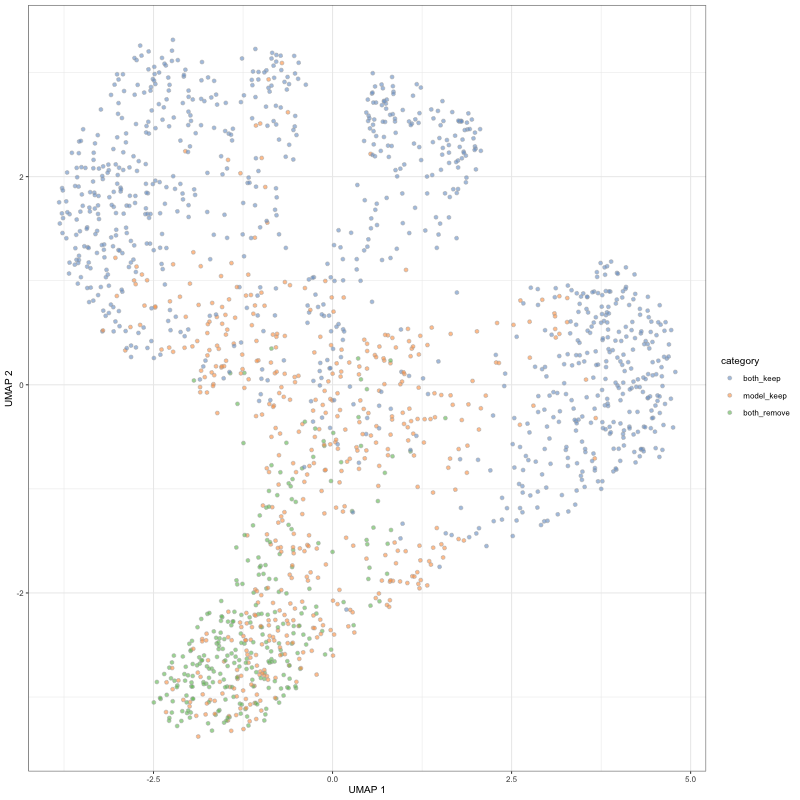 2
0
-2
-2.5
0.0
2.5
5.0
UMAP 1
UMAP 2
category
both_keep
model_keep
both_remove